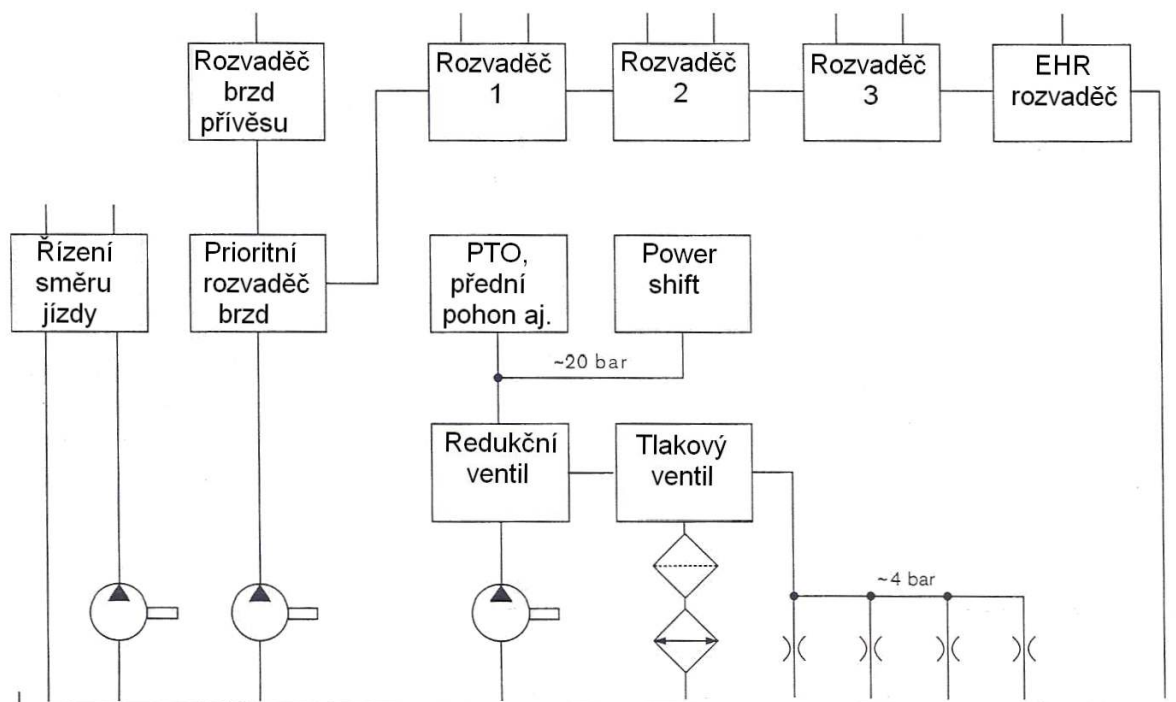 Rozvaděč
brzd
přívěsu
Rozvaděč
1
Rozvaděč
2
Rozvaděč
3
EHR
rozvaděč
Řízení
směru
jízdy
Prioritní
rozvaděč
brzd
PTO,
přední
pohon aj.
Power
shift
~20 bar
Redukční
ventil
Tlakový
ventil
~4 bar